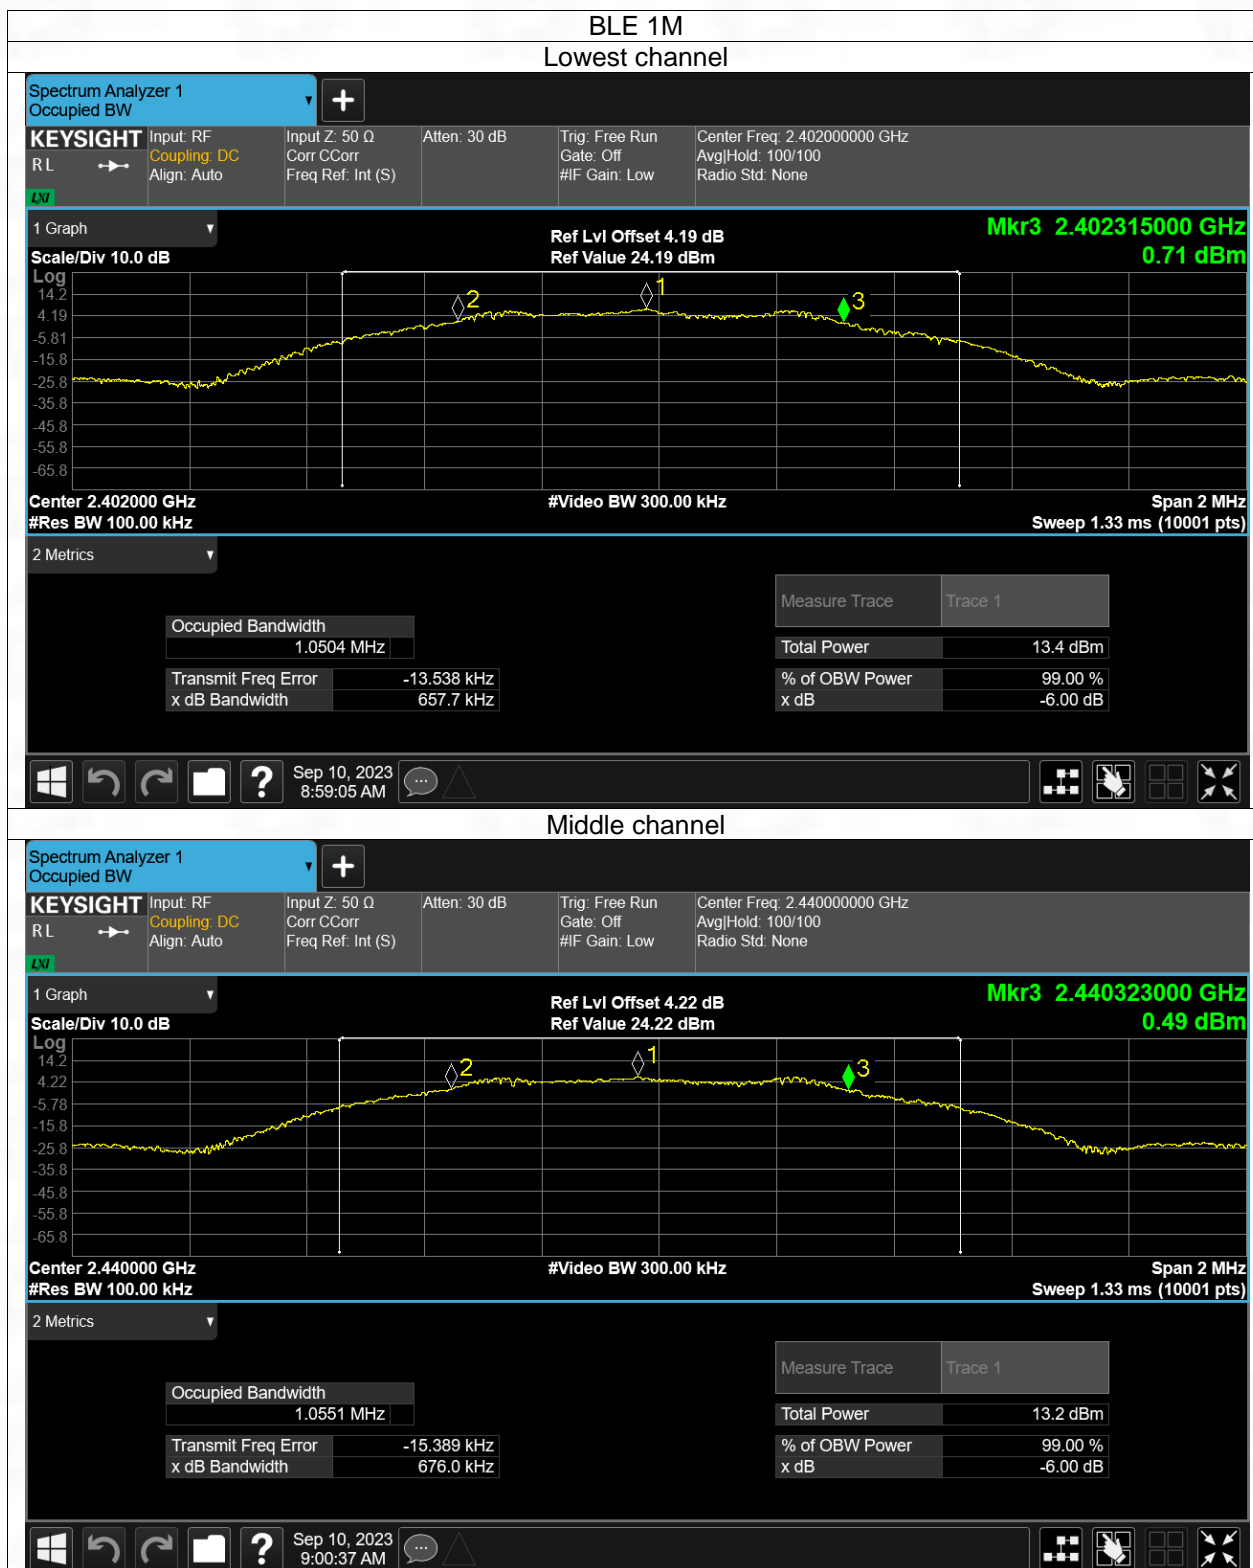 BLE 1M
Lowest channel
Spectrum Analyzer 1
Occupied BW
KEYSIGHT Input: RF Input Z: 50 Ω Atten: 30 dB Trig: Free Run Center Freq: 2.402000000 GHz
RL Coupling: DC Corr CCorr Gate: Off Avg|Hold: 100/100
Align: Auto Freq Ref: Int (S) #IF Gain: Low Radio Std: None
LXI
1 Graph Mkr3 2.402315000 GHz
Ref Lvl Offset 4.19 dB
Scale/Div 10.0 dB Ref Value 24.19 dBm 0.71 dBm
Log
14.2
4.19
-5.81
-15.8
-25.8
-35.8
-45.8
-55.8
-65.8
2 1 3
Center 2.402000 GHz #Video BW 300.00 kHz Span 2 MHz
#Res BW 100.00 kHz Sweep 1.33 ms (10001 pts)
2 Metrics
Measure Trace Trace 1
Occupied Bandwidth
1.0504 MHz Total Power 13.4 dBm
Transmit Freq Error -13.538 kHz % of OBW Power 99.00 %
x dB Bandwidth 657.7 kHz x dB -6.00 dB
? Sep 10, 2023
8:59:05 AM
Middle channel
Spectrum Analyzer 1
Occupied BW
KEYSIGHT Input: RF Input Z: 50 Ω Atten: 30 dB Trig: Free Run Center Freq: 2.440000000 GHz
RL Coupling: DC Corr CCorr Gate: Off Avg|Hold: 100/100
Align: Auto Freq Ref: Int (S) #IF Gain: Low Radio Std: None
LXI
1 Graph Mkr3 2.440323000 GHz
Ref Lvl Offset 4.22 dB
Scale/Div 10.0 dB Ref Value 24.22 dBm 0.49 dBm
Log
14.2
4.22
-5.78
-15.8
-25.8
-35.8
-45.8
-55.8
-65.8
2 1 3
Center 2.440000 GHz #Video BW 300.00 kHz Span 2 MHz
#Res BW 100.00 kHz Sweep 1.33 ms (10001 pts)
2 Metrics
Measure Trace Trace 1
Occupied Bandwidth
1.0551 MHz Total Power 13.2 dBm
Transmit Freq Error -15.389 kHz % of OBW Power 99.00 %
x dB Bandwidth 676.0 kHz x dB -6.00 dB
? Sep 10, 2023
9:00:37 AM